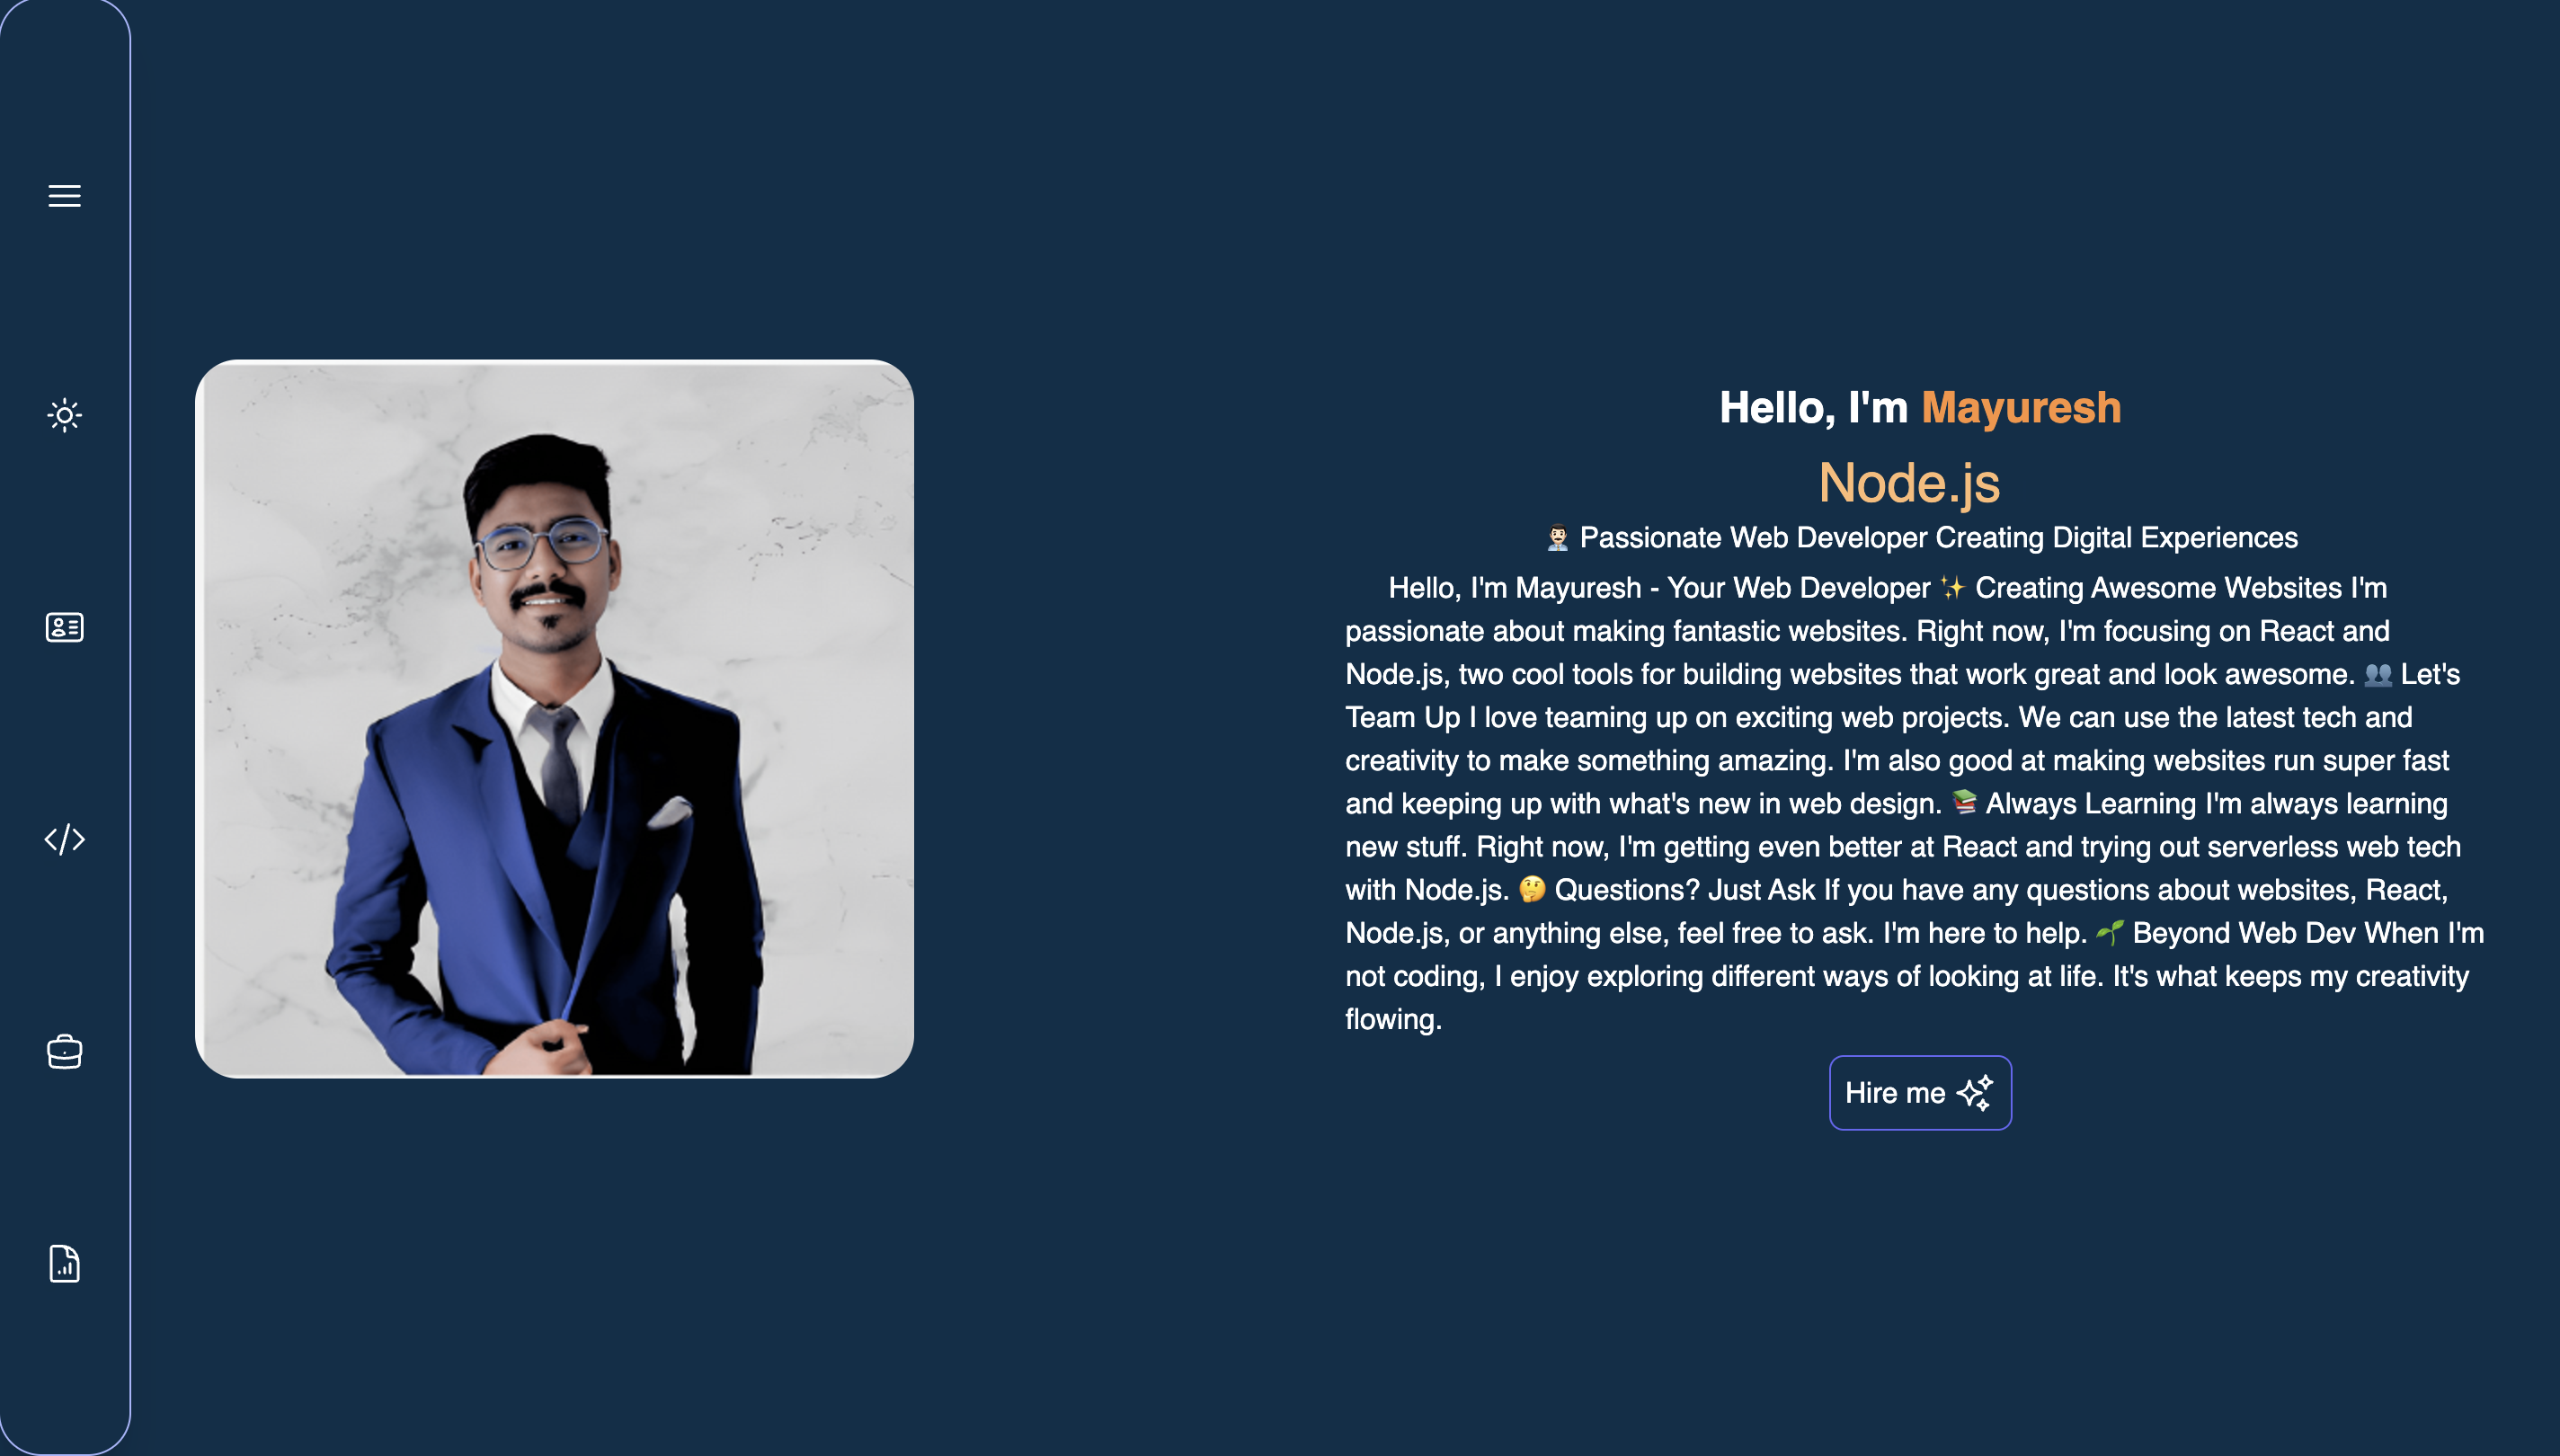 Hello, I'm Mayuresh
Node.js
👨🏻‍💼 Passionate Web Developer Creating Digital Experiences
Hello, I'm Mayuresh - Your Web Developer ✨ Creating Awesome Websites I'm
passionate about making fantastic websites. Right now, I'm focusing on React and
Node.js, two cool tools for building websites that work great and look awesome. 👥 Let's
Team Up I love teaming up on exciting web projects. We can use the latest tech and
creativity to make something amazing. I'm also good at making websites run super fast
and keeping up with what's new in web design. 📚 Always Learning I'm always learning
new stuff. Right now, I'm getting even better at React and trying out serverless web tech
with Node.js. 🤔 Questions? Just Ask If you have any questions about websites, React,
Node.js, or anything else, feel free to ask. I'm here to help. 🌱 Beyond Web Dev When I'm
not coding, I enjoy exploring different ways of looking at life. It's what keeps my creativity
flowing.
Hire me